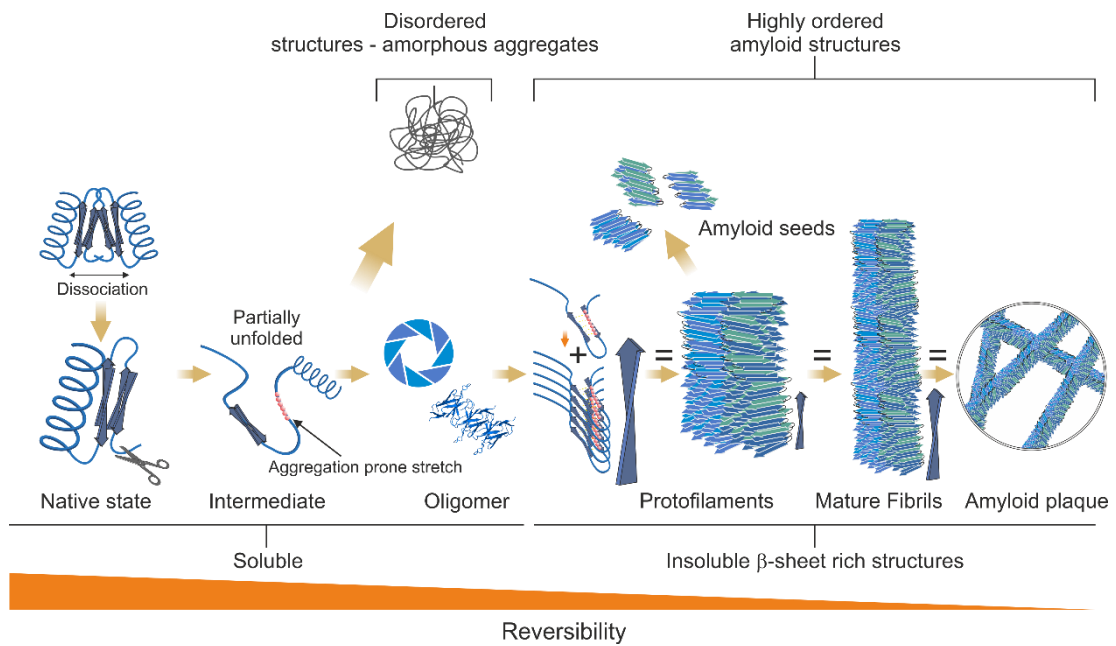 Disordered
structures - amorphous aggregates
Highly ordered
amyloid structures
Amyloid seeds
Dissociation
Partially
unfolded
+
=
=
=
Aggregation prone stretch
Native state
Intermediate
Oligomer
Protofilaments
Mature Fibrils
Amyloid plaque
Soluble
Insoluble β-sheet rich structures
Reversibility